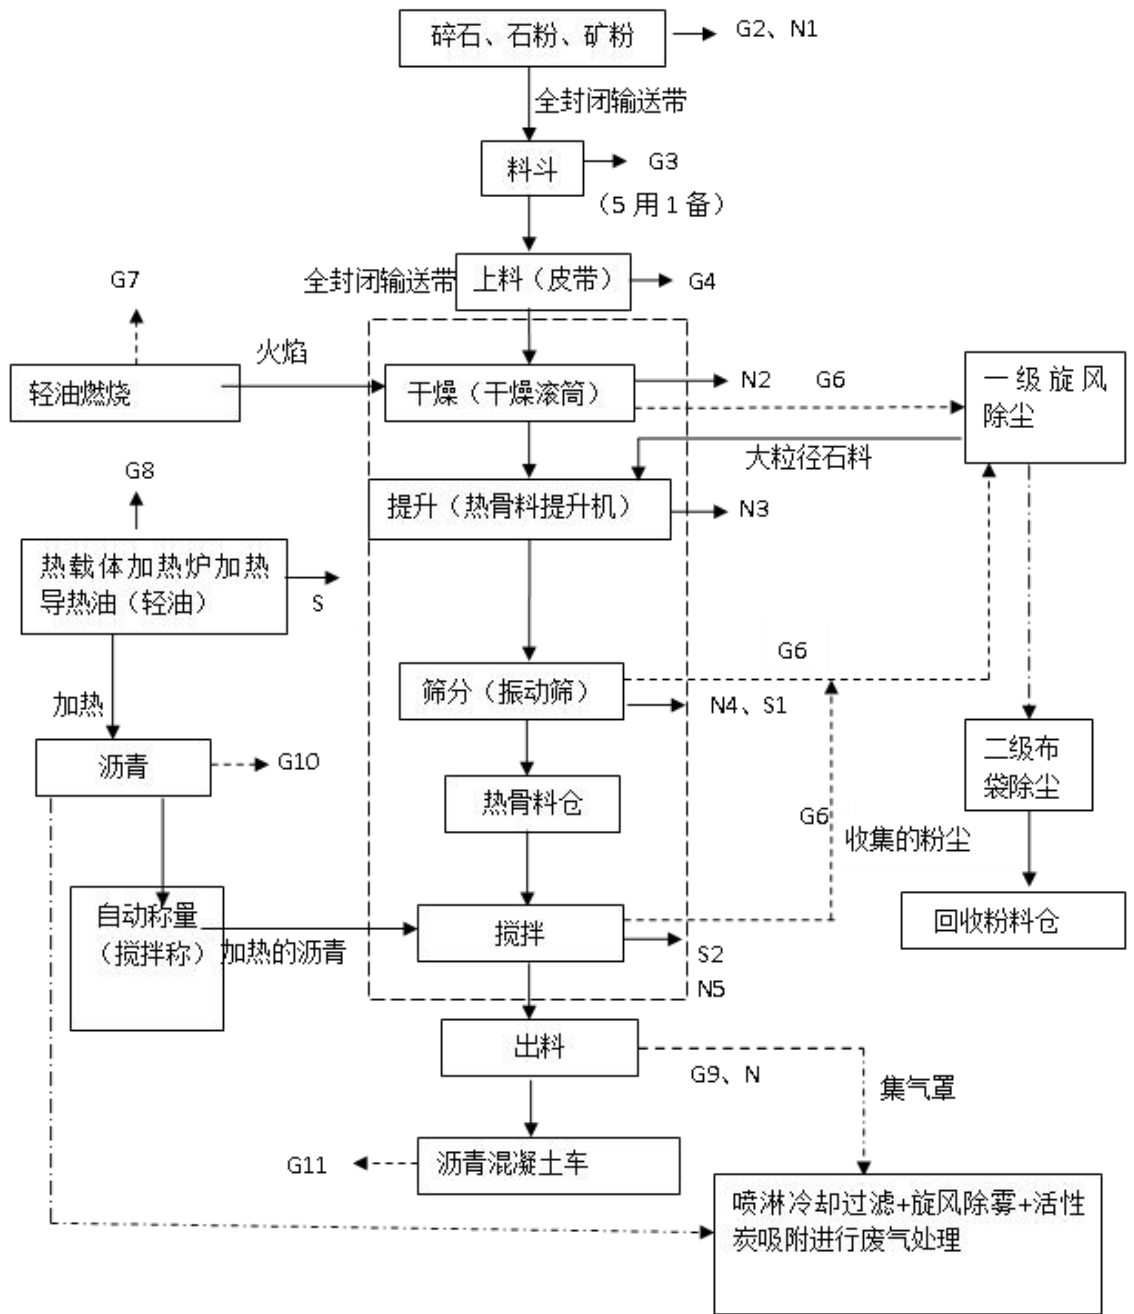 碎石、石粉、矿粉
G2、N1
全封闭输送带
料斗
G3
（5用1备）
全封闭输送带
上料（皮带）
G4
G7
火焰
轻油燃烧
干燥（干燥滚筒）
N2
G6
一级旋风
除尘
大粒径石料
G8
提升（热骨料提升机）
N3
热载体加热炉加热
导热油（轻油）
S
G6
加热
筛分（振动筛）
N4、S1
沥青
G10
二级布
袋除尘
热骨料仓
G6
收集的粉尘
自动称量
（搅拌称）
加热的沥青
搅拌
S2
N5
回收粉料仓
出料
G9、N
集气罩
G11
沥青混凝土车
喷淋冷却过滤+旋风除雾+活性
炭吸附进行废气处理